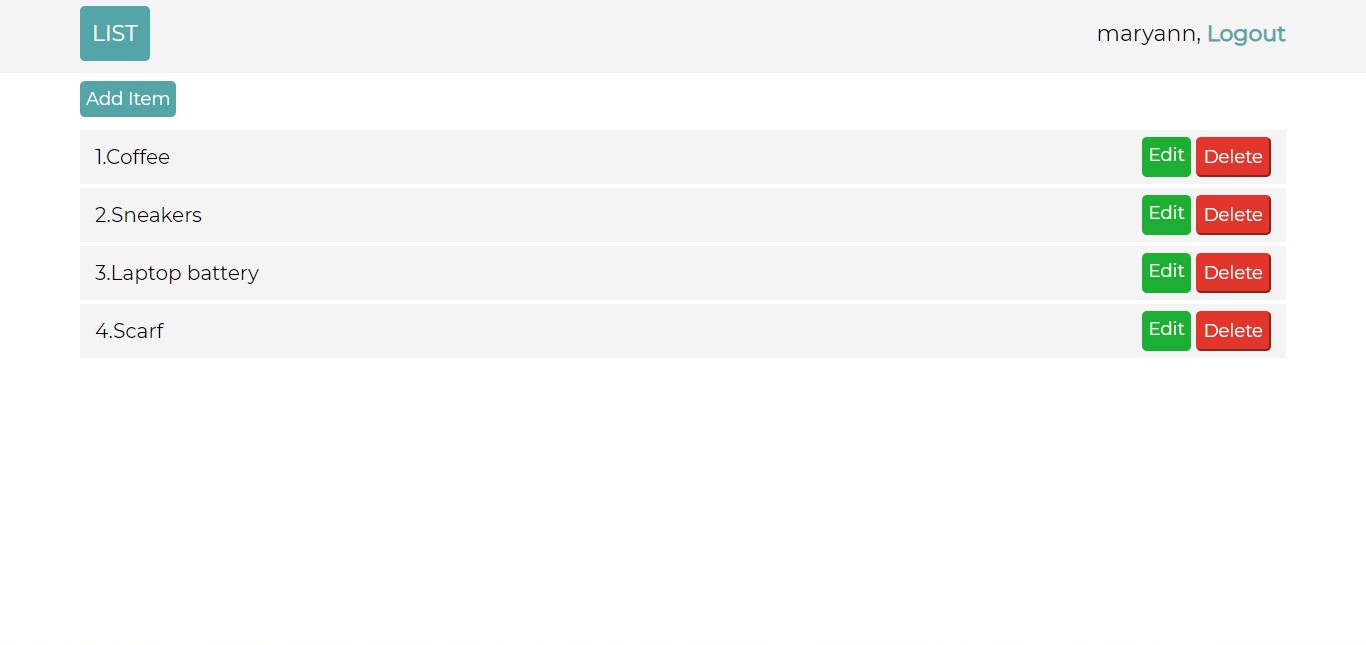 LIST
maryann, Logout
Add Item
1.Coffee Edit Delete
2.Sneakers Edit Delete
3.Laptop battery Edit Delete
4.Scarf Edit Delete